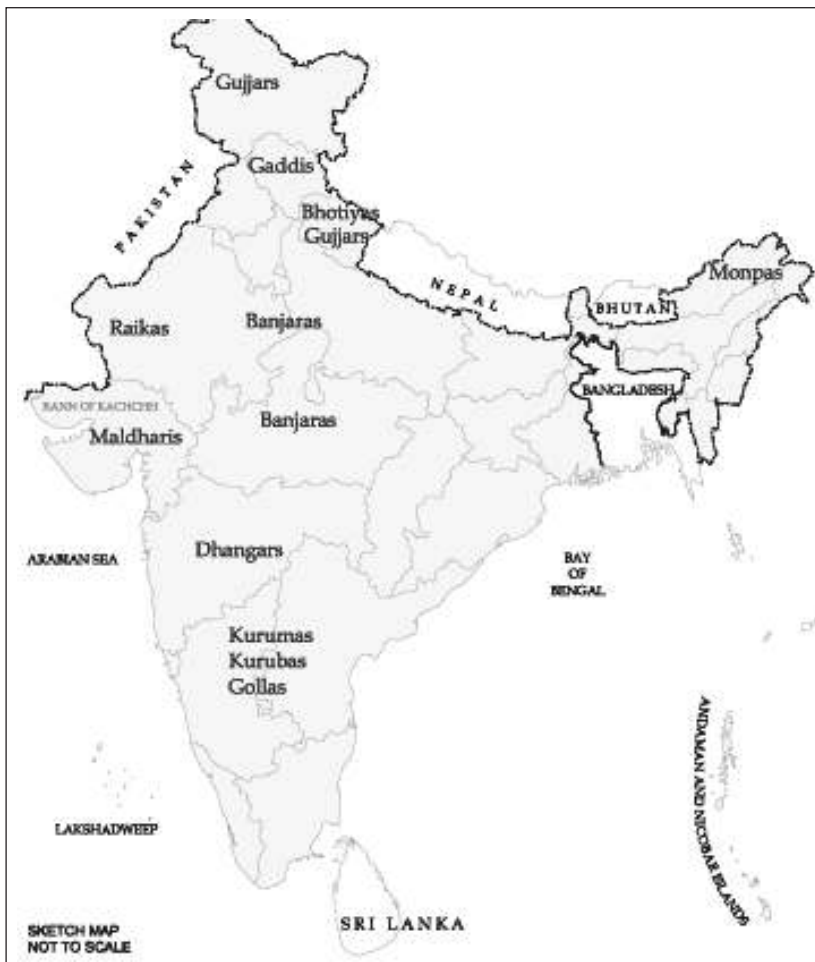 Gujjars
Gaddis
PAKISTAN
Bhotiyas
Gujjars
NEPAL
BHUTAN
Monpas
Raikas
Banjaras
BANGLADESH
RANN OF KACHCHH
Maldharis
Banjaras
Dhangars
ARABIAN SEA
BAY
OF
BENGAL
Kurumas
Kurubas
Gollas
ANDAMAN AND NICOBAR ISLANDS
LAKSHADWEEP
SRI LANKA
SKETCH MAP
NOT TO SCALE